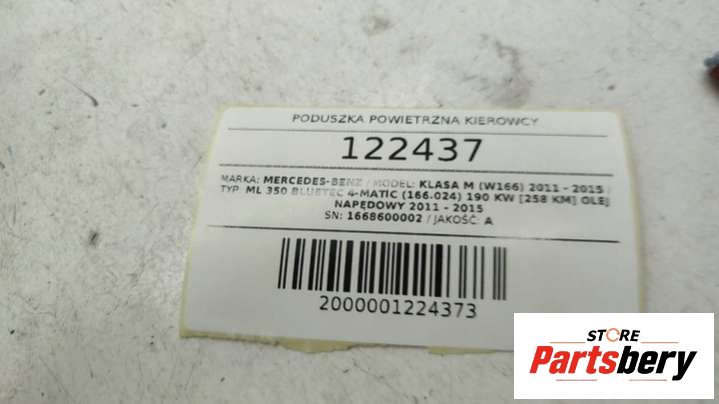 PODUSZKA POWIETRZNA KIEROWCY
122437
MARKA: MERCEDES-BENZ / MODEL: KLASA M (W166) 2011 - 2015 /
TYP: ML 350 BLUETEC 4-MATIC (166.024) 190 KW [258 KM] OLEJ
NAPĘDOWY 2011 - 2015
SN: 1668600002 / JAKOŚĆ: A
2000001224373
STORE
Partsbery